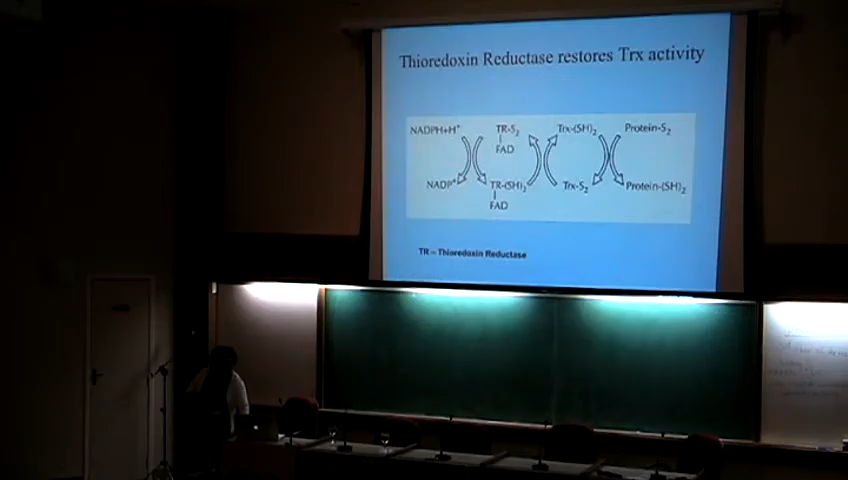 Thioredoxin Reductase restores Trx activity
NADPH+H⁺ TR-S₂ Trx-(SH)₂ Protein-S₂
FAD
NADP⁺ TR-(SH)₂ Trx-S₂ Protein-(SH)₂
FAD
TR – Thioredoxin Reductase